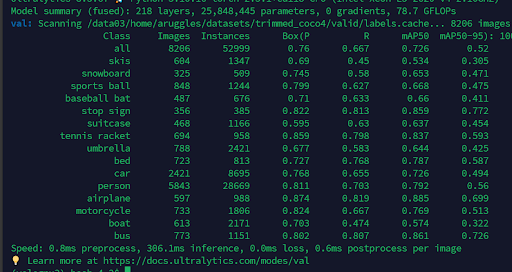 Model summary (fused): 218 layers, 25,848,445 parameters, 0 gradients, 78.7 GFLOPs
val: Scanning /data03/home/aruggles/datasets/trimmed_coco4/valid/labels.cache... 8206 images
Class Images Instances Box(P R mAP50 mAP50-95): 100
all 8206 52999 0.76 0.667 0.726 0.52
skis 604 1347 0.69 0.45 0.534 0.305
snowboard 325 509 0.745 0.58 0.653 0.471
sports ball 848 1244 0.799 0.627 0.668 0.475
baseball bat 487 676 0.71 0.633 0.66 0.411
stop sign 356 385 0.822 0.813 0.859 0.772
suitcase 468 1166 0.595 0.63 0.637 0.454
tennis racket 694 958 0.859 0.798 0.837 0.593
umbrella 788 2421 0.677 0.583 0.644 0.425
bed 723 813 0.727 0.768 0.787 0.587
car 2421 8695 0.768 0.655 0.726 0.494
person 5843 28669 0.811 0.703 0.792 0.56
airplane 597 988 0.874 0.819 0.885 0.699
motorcycle 733 1806 0.824 0.667 0.769 0.513
boat 613 2171 0.703 0.474 0.574 0.322
bus 773 1151 0.802 0.807 0.861 0.726
Speed: 0.8ms preprocess, 306.1ms inference, 0.0ms loss, 0.6ms postprocess per image
Learn more at https://docs.ultralytics.com/modes/val